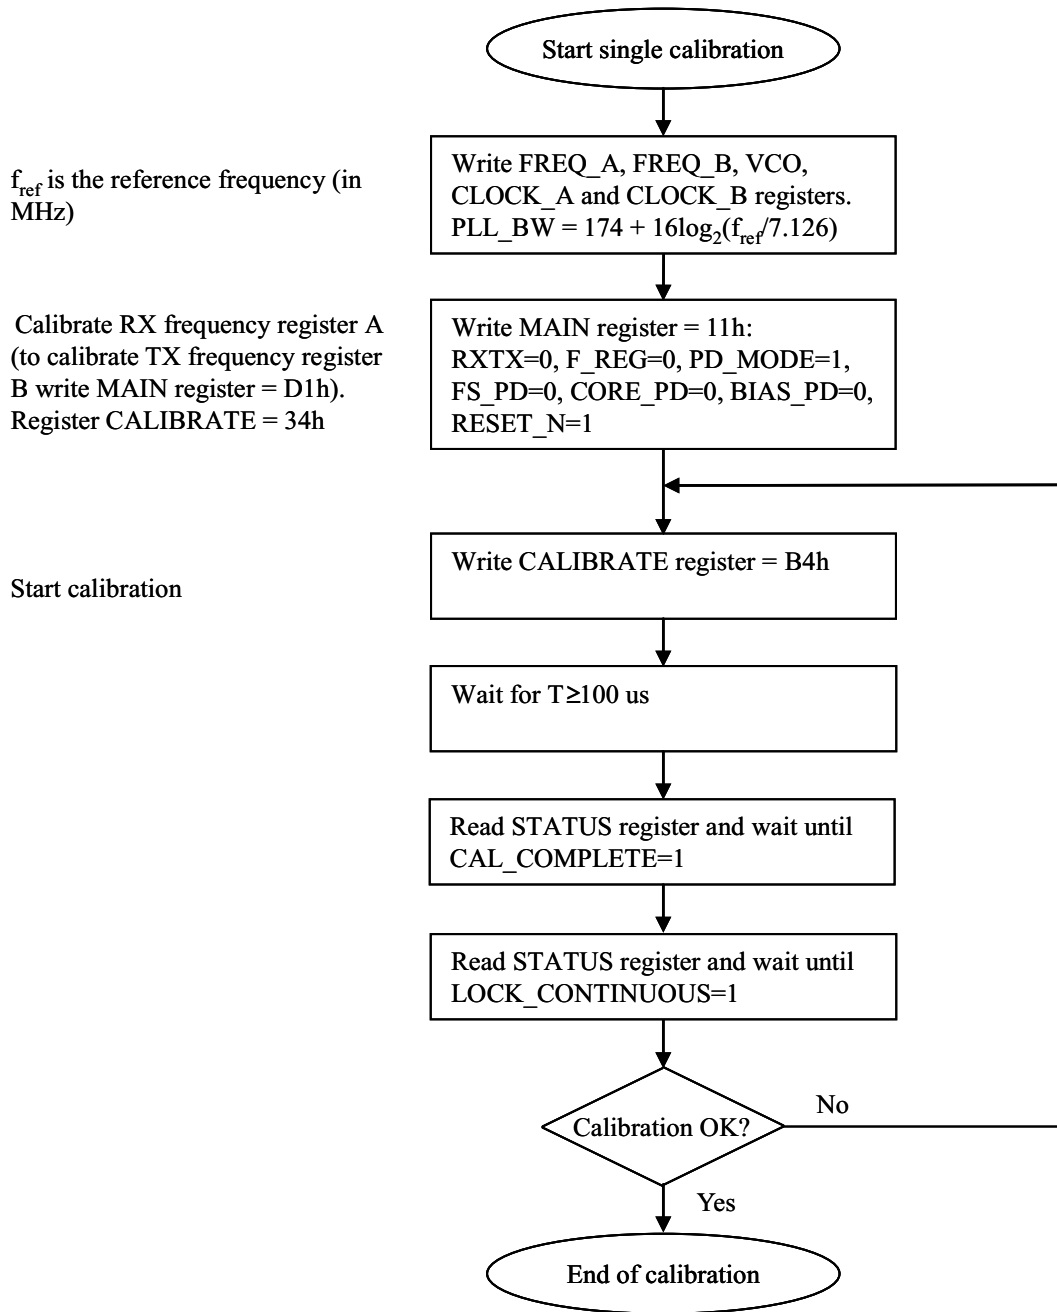 Start single calibration
f_ref is the reference frequency (in
MHz)
Write FREQ_A, FREQ_B, VCO,
CLOCK_A and CLOCK_B registers.
PLL_BW = 174 + 16log₂(f_ref/7.126)
Calibrate RX frequency register A
(to calibrate TX frequency register
B write MAIN register = D1h).
Register CALIBRATE = 34h
Write MAIN register = 11h:
RXTX=0, F_REG=0, PD_MODE=1,
FS_PD=0, CORE_PD=0, BIAS_PD=0,
RESET_N=1
Start calibration
Write CALIBRATE register = B4h
Wait for T≥100 us
Read STATUS register and wait until
CAL_COMPLETE=1
Read STATUS register and wait until
LOCK_CONTINUOUS=1
Calibration OK?
No
Yes
End of calibration